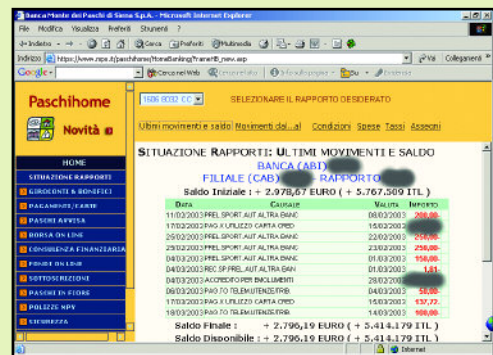 Banca Monte dei Paschi di Siena S.p.A. - Microsoft Internet Explorer
File Modifica Visualizza Preferiti Strumenti ?
Indietro Cerca Preferiti Multimedia
Indirizzo https://www.mps.it/paschihome/HomeBanking/frameHB_new.asp Vai Collegamenti
Google Cerca nel Web
Paschihome
Novità
1606 6032 CC SELEZIONARE IL RAPPORTO DESIDERATO
Ultimi movimenti e saldo Movimenti dal...al Condizioni Spese Tassi Assegni
HOME
SITUAZIONE RAPPORTI
GIROCONTI & BONIFICI
PAGAMENTI/CARTE
PASCHI AVVISA
BORSA ON LINE
CONSULENZA FINANZIARIA
FONDI ON LINE
SOTTOSCRIZIONI
PASCHI IN FIORE
POLIZZE MPV
SICUREZZA
SITUAZIONE RAPPORTI: ULTIMI MOVIMENTI E SALDO
BANCA (ABI)
FILIALE (CAB) - RAPPORTO
Saldo Iniziale : + 2.978,67 EURO ( + 5.767.509 ITL )
DATA CAUSALE VALUTA IMPORTO
11/02/2003 PREL.SPORT.AUT.ALTRA BANC 08/02/2003 200,00-
17/02/2003 PAG.X UTILIZZO CARTA CRED 15/02/2003
25/02/2003 PREL.SPORT.AUT.ALTRA BANC 22/02/2003 250,00-
25/02/2003 PREL.SPORT.AUT.ALTRA BANC 23/02/2003 250,00-
04/03/2003 PREL.SPORT.AUT.ALTRA BANC 01/03/2003 150,00-
04/03/2003 REC.SP.PREL.AUT.ALTRA BAN 01/03/2003 1,81-
04/03/2003 ACCREDITO PER EMOLUMENTI 28/02/2003
06/03/2003 PAG.TO TELEM.UTENZE/TRIB. 04/03/2003 50,00-
17/03/2003 PAG.X UTILIZZO CARTA CRED 15/03/2003 137,72-
18/03/2003 PAG.TO TELEM.UTENZE/TRIB. 14/03/2003 100,00-
Saldo Finale : + 2.796,19 EURO ( + 5.414.179 ITL )
Saldo Disponibile : + 2.796,19 EURO ( + 5.414.179 ITL )
Internet